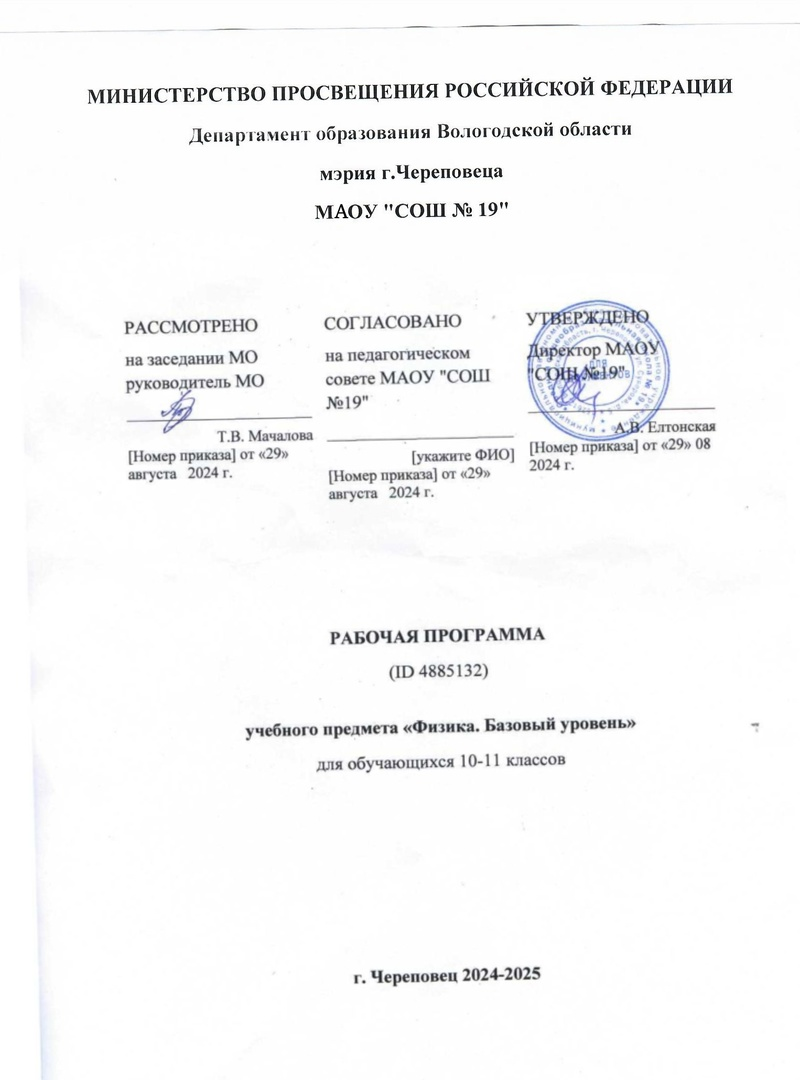 МИНИСТЕРСТВО ПРОСВЕЩЕНИЯ РОССИЙСКОЙ ФЕДЕРАЦИИ
Департамент образования Вологодской области
мэрия г.Череповеца
МАОУ "СОШ № 19"
РАССМОТРЕНО
на заседании МО
руководитель МО
Т.В. Мачалова
[Номер приказа] от «29»
августа 2024 г.
СОГЛАСОВАНО
на педагогическом
совете МАОУ "СОШ
№19"
[укажите ФИО]
[Номер приказа] от «29»
августа 2024 г.
УТВЕРЖДЕНО
Директор МАОУ
"СОШ №19"
А.В. Елтонская
[Номер приказа] от «29» 08
2024 г.
РАБОЧАЯ ПРОГРАММА
(ID 4885132)
учебного предмета «Физика. Базовый уровень»
для обучающихся 10-11 классов
г. Череповец 2024-2025